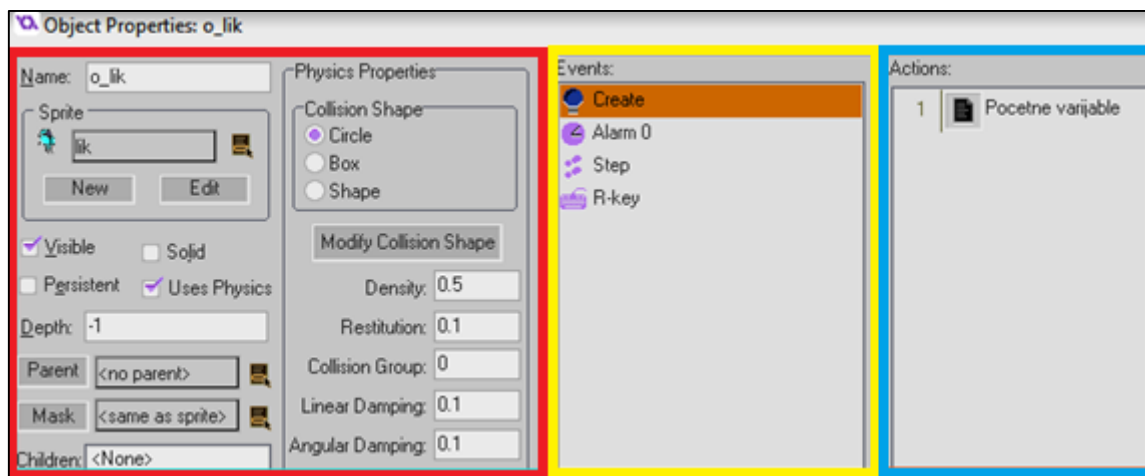 Object Properties: o_lik
Name: o_lik
Sprite
lik
New Edit
Visible Solid
Persistent Uses Physics
Depth: -1
Parent <no parent>
Mask <same as sprite>
Children: <None>
Physics Properties
Collision Shape
Circle
Box
Shape
Modify Collision Shape
Density: 0.5
Restitution: 0.1
Collision Group: 0
Linear Damping: 0.1
Angular Damping: 0.1
Events:
Create
Alarm 0
Step
R-key
Actions:
1 Pocetne varijable